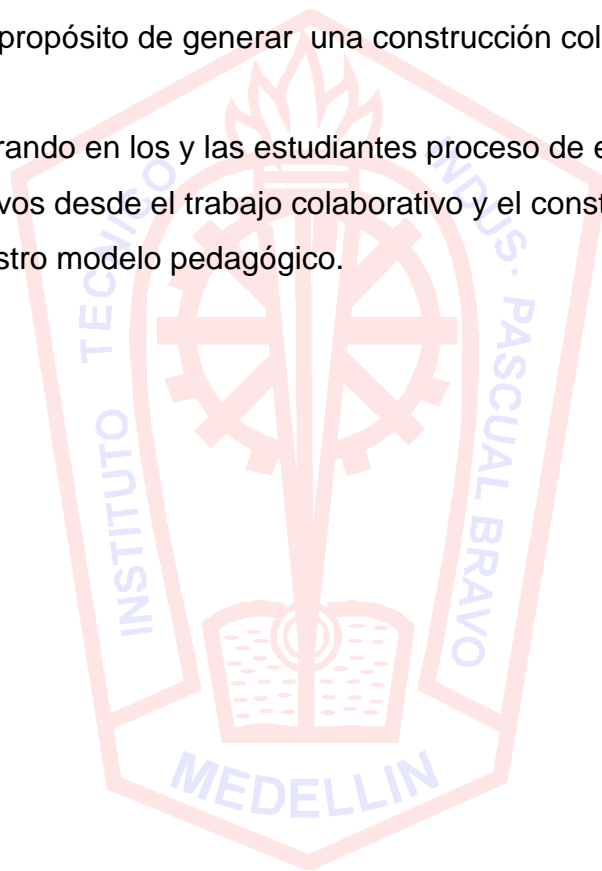 propósito de generar una construcción col
rando en los y las estudiantes proceso de e
vos desde el trabajo colaborativo y el const
stro modelo pedagógico.
INSTITUTO TECNICO INDUS. PASCUAL BRAVO
MEDELLIN